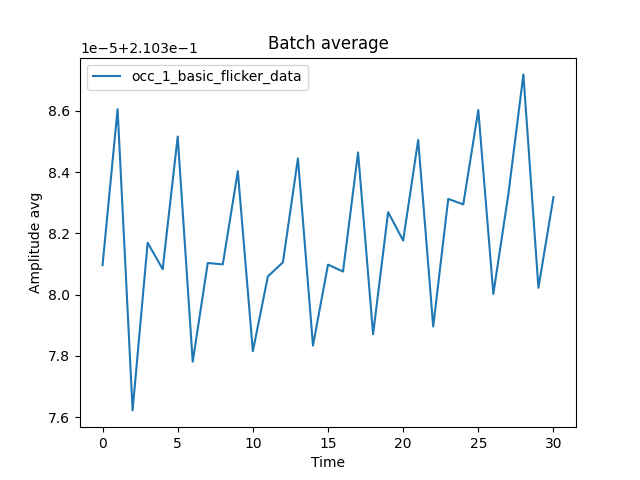 Batch average
1e−5+2.103e−1
occ_1_basic_flicker_data
8.6
8.4
8.2
8.0
7.8
7.6
Amplitude avg
0 5 10 15 20 25 30
Time